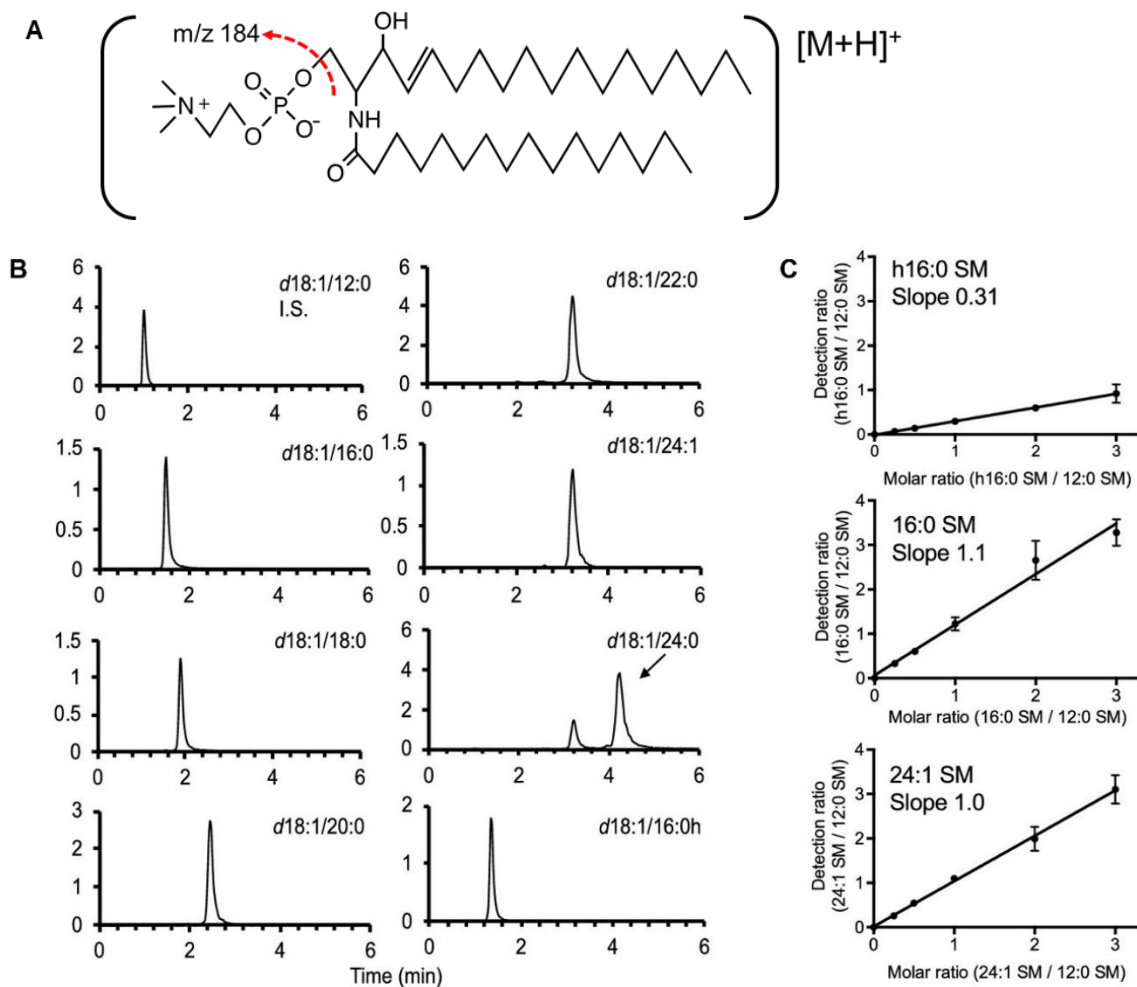 A
m/z 184
OH
[M+H]+
O
O
P
N+
O
O-
NH
O
B
6
4
2
0
0 2 4 6
d18:1/12:0
I.S.
6
4
2
0
0 2 4 6
d18:1/22:0
1.5
1
0.5
0
0 2 4 6
d18:1/16:0
1.5
1
0.5
0
0 2 4 6
d18:1/24:1
1.5
1
0.5
0
0 2 4 6
d18:1/18:0
6
4
2
0
0 2 4 6
d18:1/24:0
3
2
1
0
0 2 4 6
d18:1/20:0
2
1
0
0 2 4 6
d18:1/16:0h
Time (min)
C
h16:0 SM
Slope 0.31
Detection ratio
(h16:0 SM / 12:0 SM)
4
3
2
1
0
0 1 2 3
Molar ratio (h16:0 SM / 12:0 SM)
16:0 SM
Slope 1.1
Detection ratio
(16:0 SM / 12:0 SM)
4
3
2
1
0
0 1 2 3
Molar ratio (16:0 SM / 12:0 SM)
24:1 SM
Slope 1.0
Detection ratio
(24:1 SM / 12:0 SM)
4
3
2
1
0
0 1 2 3
Molar ratio (24:1 SM / 12:0 SM)